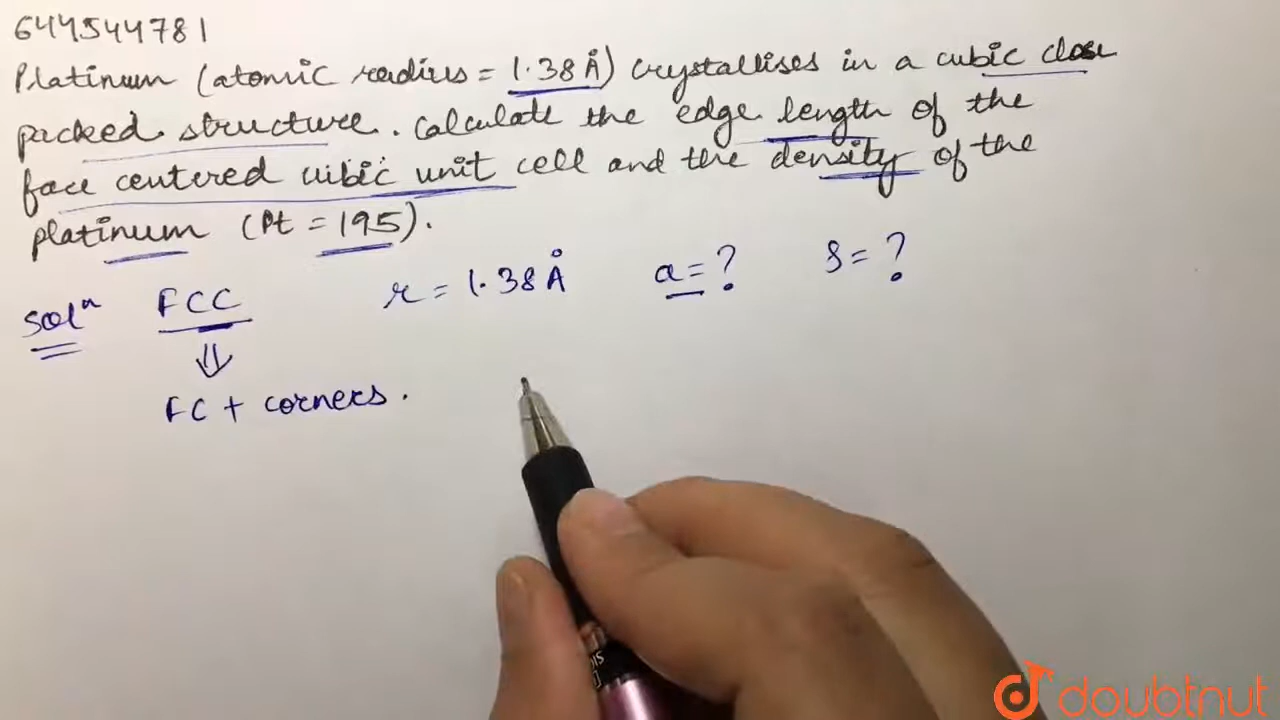 644544781
Platinum (atomic radius = 1.38 Å) crystallises in a cubic close
packed structure. Calculate the edge length of the
face centered cubic unit cell and the density of the
platinum (Pt = 195).
Solⁿ FCC r = 1.38 Å a = ? ρ = ?
⇓
FC + corners.
doubtnut